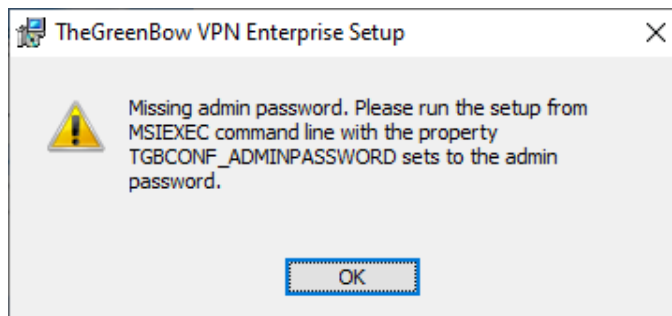 TheGreenBow VPN Enterprise Setup
Missing admin password. Please run the setup from
MSIEXEC command line with the property
TGBCONF_ADMINPASSWORD sets to the admin
password.
OK